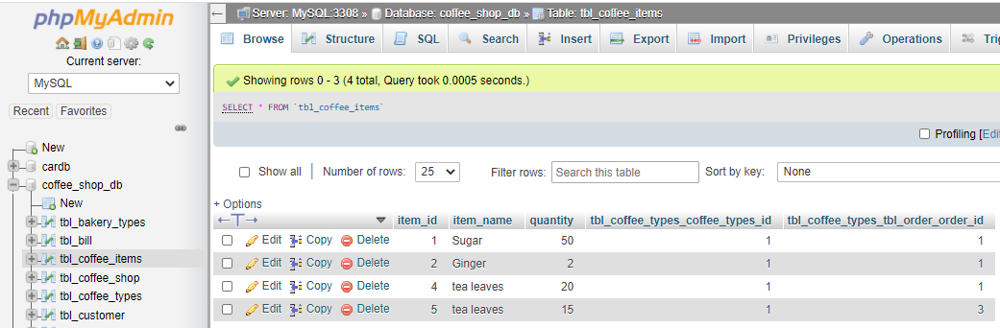 phpMyAdmin
Current server:
MySQL
Recent Favorites
New
cardb
coffee_shop_db
New
tbl_bakery_types
tbl_bill
tbl_coffee_items
tbl_coffee_shop
tbl_coffee_types
tbl_customer
Server: MySQL:3308 » Database: coffee_shop_db » Table: tbl_coffee_items
Browse Structure SQL Search Insert Export Import Privileges Operations Tri
Showing rows 0 - 3 (4 total, Query took 0.0005 seconds.)
SELECT * FROM `tbl_coffee_items`
Profiling [Edi
Show all | Number of rows: 25 Filter rows: Search this table Sort by key: None
+ Options
←T→ item_id item_name quantity tbl_coffee_types_coffee_types_id tbl_coffee_types_tbl_order_order_id
Edit Copy Delete 1 Sugar 50 1 1
Edit Copy Delete 2 Ginger 2 1 1
Edit Copy Delete 4 tea leaves 20 1 1
Edit Copy Delete 5 tea leaves 15 1 3